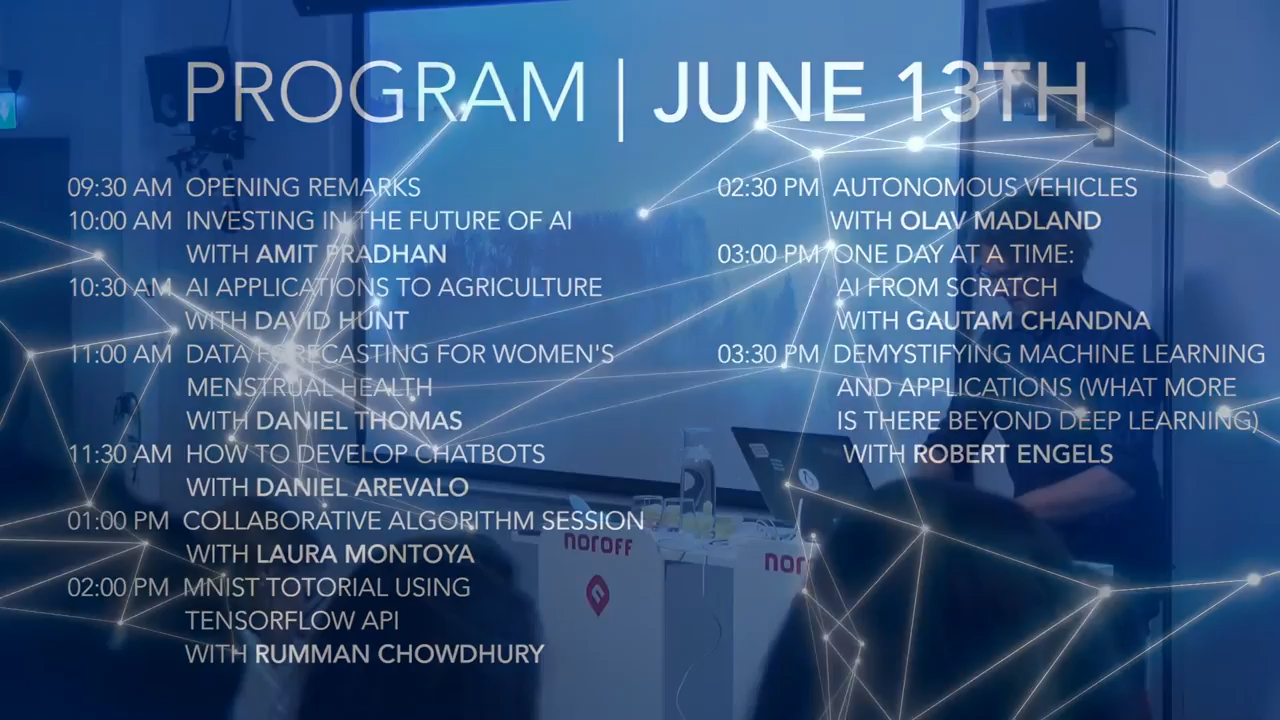 PROGRAM | JUNE 13TH
09:30 AM OPENING REMARKS
10:00 AM INVESTING IN THE FUTURE OF AI
WITH AMIT PRADHAN
10:30 AM AI APPLICATIONS TO AGRICULTURE
WITH DAVID HUNT
11:00 AM DATA FORECASTING FOR WOMEN'S
MENSTRUAL HEALTH
WITH DANIEL THOMAS
11:30 AM HOW TO DEVELOP CHATBOTS
WITH DANIEL AREVALO
01:00 PM COLLABORATIVE ALGORITHM SESSION
WITH LAURA MONTOYA
02:00 PM MNIST TOTORIAL USING
TENSORFLOW API
WITH RUMMAN CHOWDHURY
02:30 PM AUTONOMOUS VEHICLES
WITH OLAV MADLAND
03:00 PM ONE DAY AT A TIME:
AI FROM SCRATCH
WITH GAUTAM CHANDNA
03:30 PM DEMYSTIFYING MACHINE LEARNING
AND APPLICATIONS (WHAT MORE
IS THERE BEYOND DEEP LEARNING)
WITH ROBERT ENGELS
noroff
nor